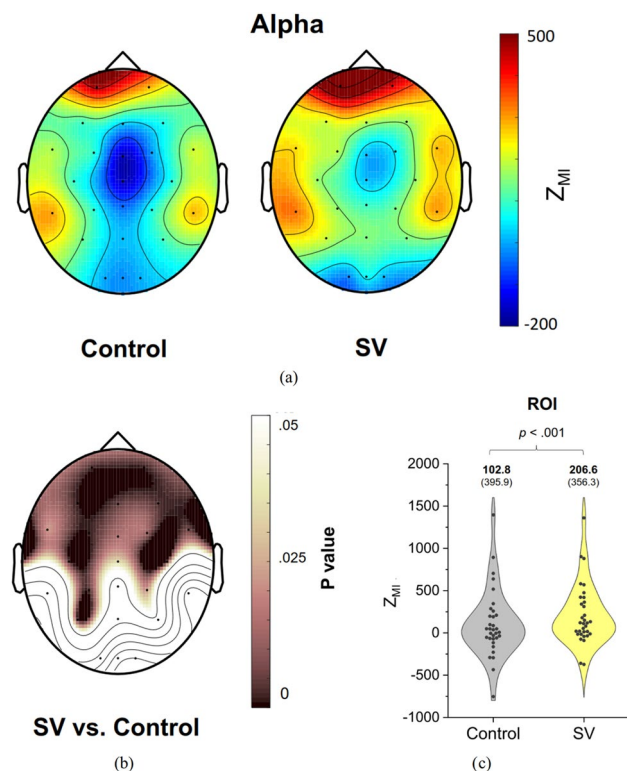 Alpha
500
Z_MI
-200
Control
SV
(a)
.05
.025
0
P value
SV vs. Control
(b)
ROI
p < .001
102.8
(395.9)
206.6
(356.3)
2000
1500
1000
500
0
-500
-1000
Z_MI
Control
SV
(c)